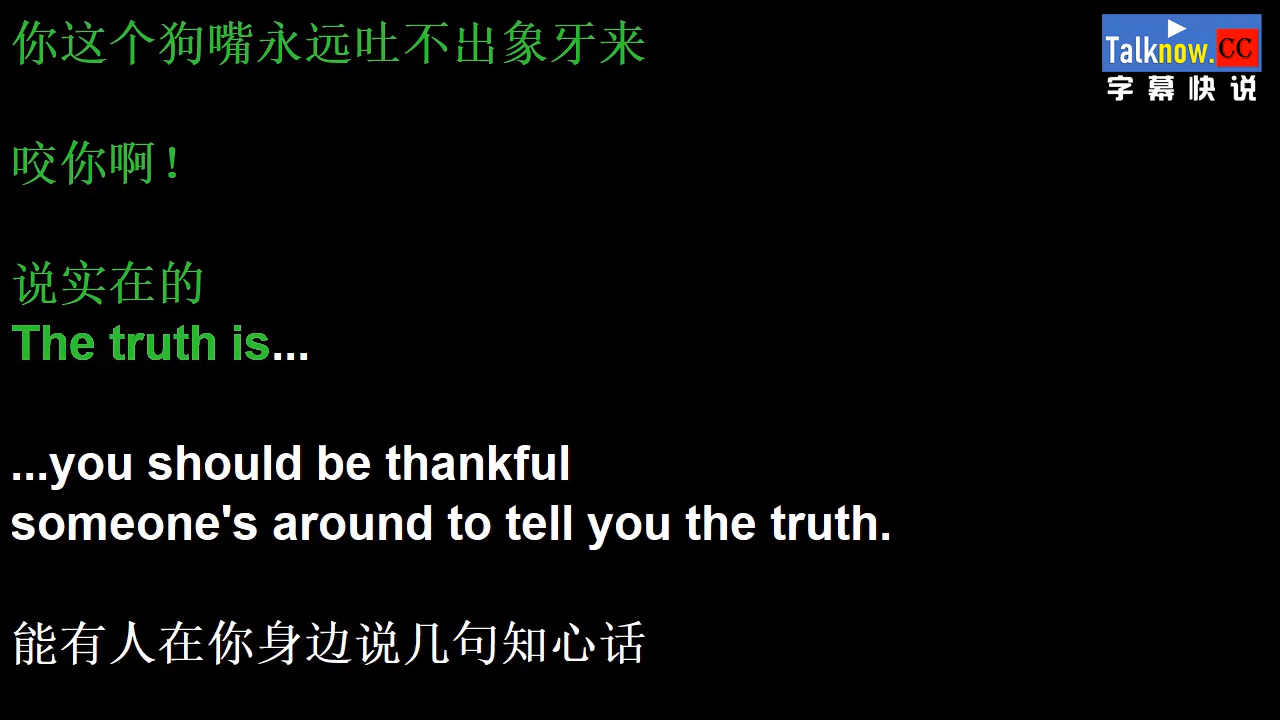 你这个狗嘴永远吐不出象牙来
Talknow.CC
字幕快说
咬你啊！
说实在的
The truth is...
...you should be thankful
someone's around to tell you the truth.
能有人在你身边说几句知心话